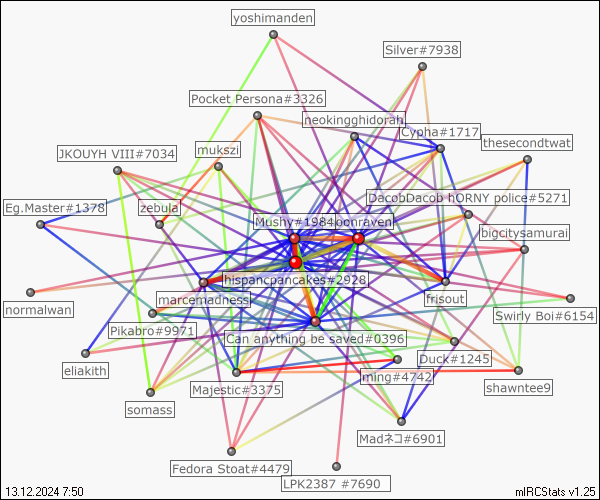 yoshimanden
Silver#7938
Pocket Persona#3326
neokingghidorah
Cypha#1717
thesecondtwat
mukszi
JKOUYH VIII#7034
DacobDacob hORNY police#5271
Eg.Master#1378
zebula
Mushy#1984
oonraven
bigcitysamurai
hispancpancakes#2928
marcemadness
frisout
normalwan
Swirly Boi#6154
Pikabro#9971
Can anything be saved#0396
eliakith
Duck#1245
ming#4742
Majestic#3375
shawntee9
somass
Madネコ#6901
Fedora Stoat#4479
LPK2387 #7690
13.12.2024 7:50
mIRCStats v1.25